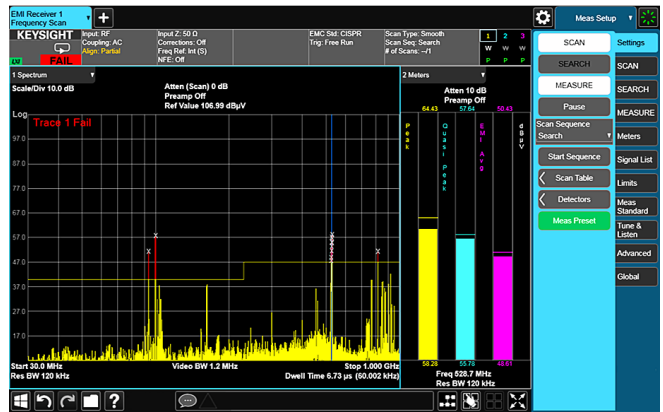 EMI Receiver 1
Frequency Scan
Meas Setup
KEYSIGHT
LV
FAIL
Input: RF
Coupling: AC
Align: Partial
Input Z: 50 Ω
Corrections: Off
Freq Ref: Int (S)
NFE: Off
EMC Std: CISPR
Trig: Free Run
Scan Type: Smooth
Scan Seq: Search
# of Scans: --/1
1 2 3
W W W
P P P
1 Spectrum
Scale/Div 10.0 dB
Atten (Scan) 0 dB
Preamp Off
Ref Value 106.99 dBµV
Log
Trace 1 Fail
97.0
87.0
77.0
67.0
57.0
47.0
37.0
27.0
17.0
Start 30.0 MHz
Res BW 120 kHz
Video BW 1.2 MHz
Stop 1.000 GHz
Dwell Time 6.73 µs (60.002 kHz)
2 Meters
Atten 10 dB
Preamp Off
64.43 57.64 50.43
Peak
Quasi Peak
EMI Avg
dBµV
58.28 55.78 48.61
Freq 528.7 MHz
Res BW 120 kHz
SCAN
SEARCH
MEASURE
Pause
Scan Sequence
Search
Start Sequence
Scan Table
Detectors
Meas Preset
Settings
SCAN
SEARCH
MEASURE
Meters
Signal List
Limits
Meas
Standard
Tune &
Listen
Advanced
Global